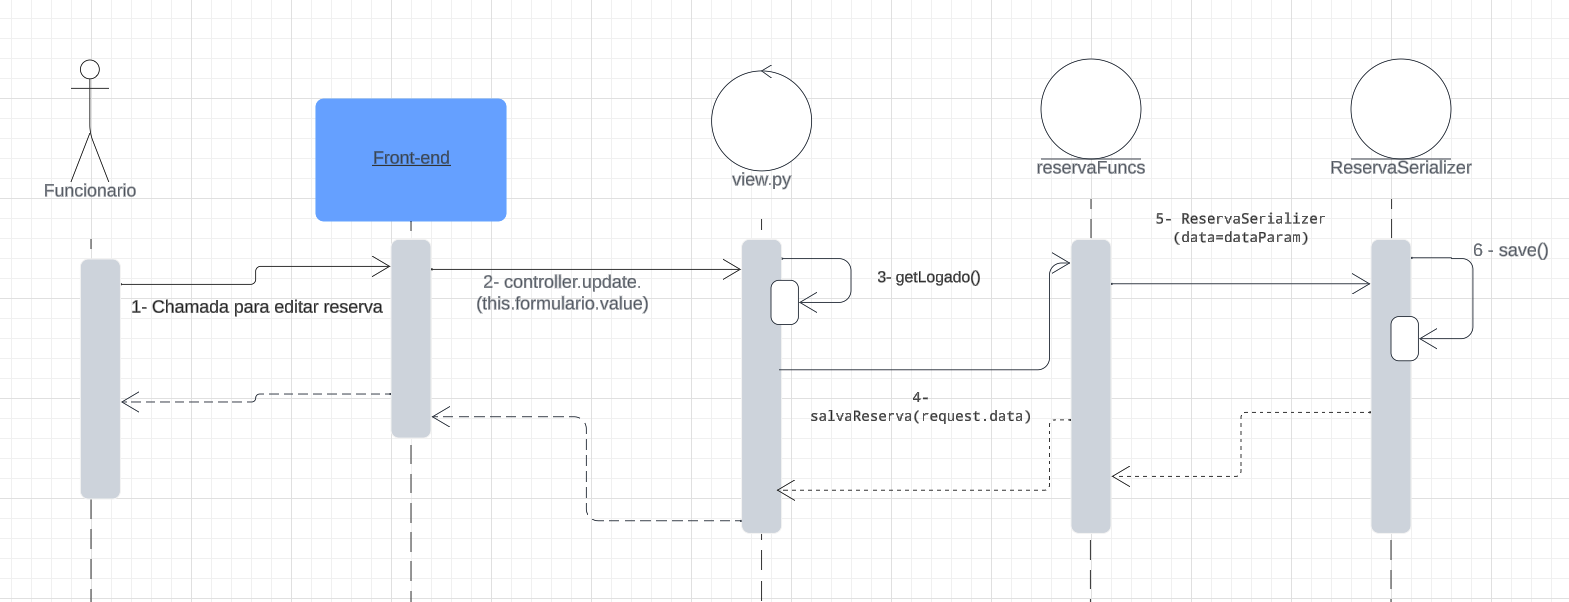 Funcionario
Front-end
view.py
reservaFuncs
ReservaSerializer
1- Chamada para editar reserva
2- controller.update.
(this.formulario.value)
3- getLogado()
4-
salvaReserva(request.data)
5- ReservaSerializer
(data=dataParam)
6 - save()